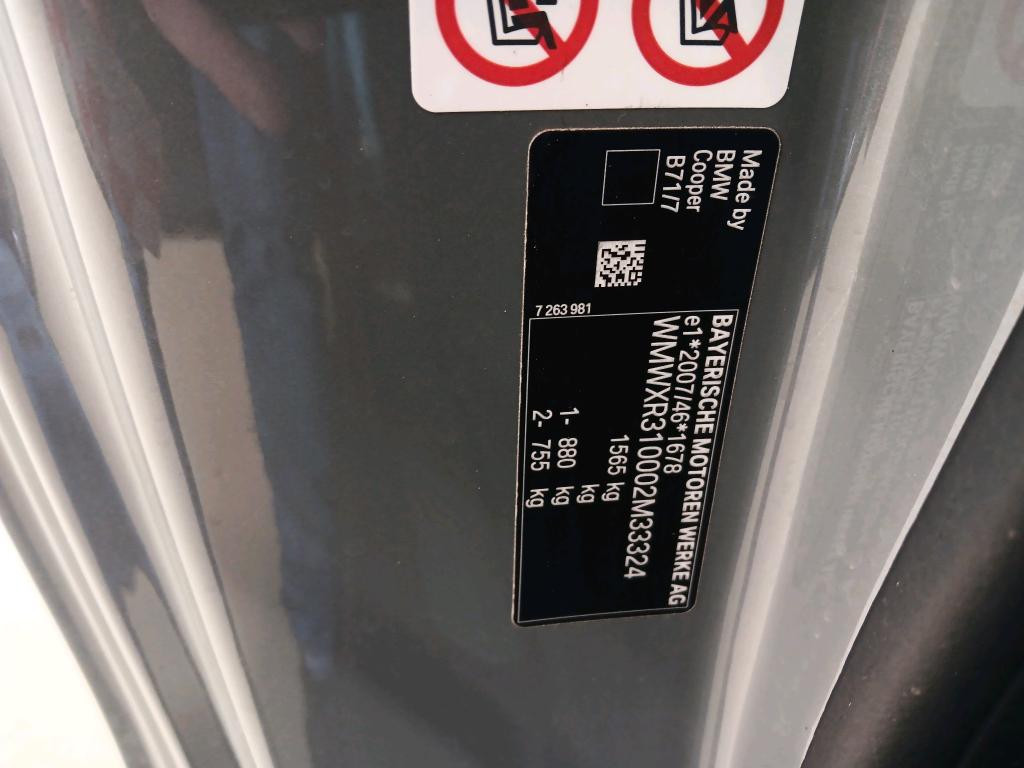 Made by
BMW
Cooper
B71/7
7 263 981
BAYERISCHE MOTOREN WERKE AG
e1*2007/46*1678
WMWXR310002M33324
1565 kg
kg
1- 880 kg
2- 755 kg